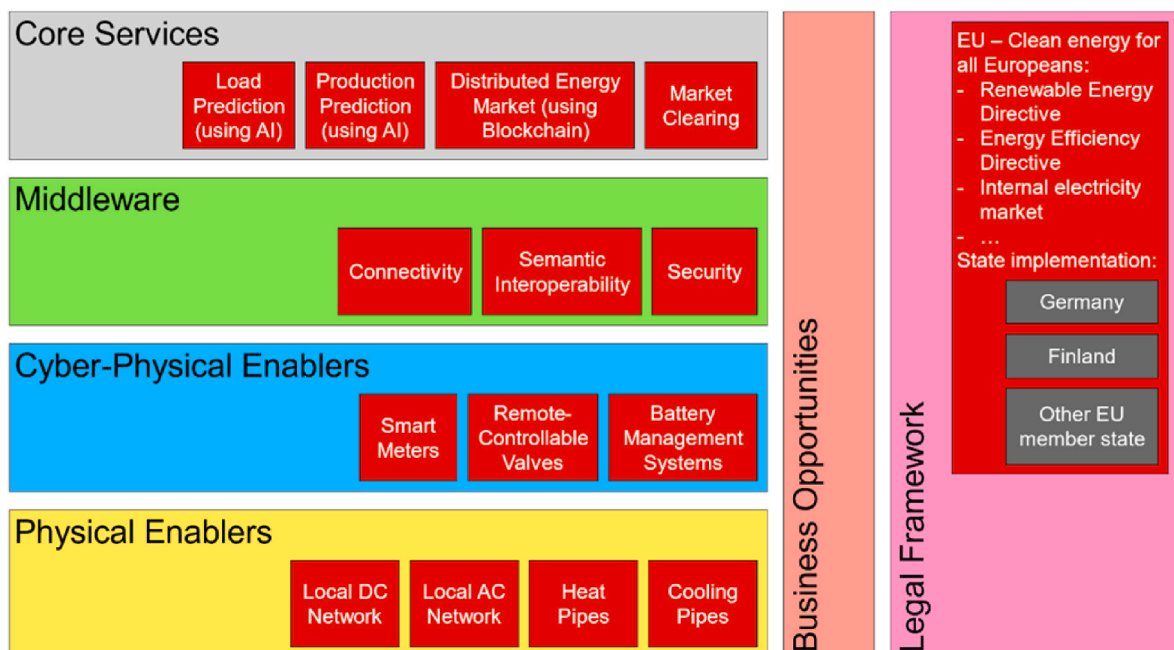 Core Services
Load
Prediction
(using AI)
Production
Prediction
(using AI)
Distributed Energy
Market (using
Blockchain)
Market
Clearing
Middleware
Connectivity
Semantic
Interoperability
Security
Cyber-Physical Enablers
Smart
Meters
Remote-
Controllable
Valves
Battery
Management
Systems
Physical Enablers
Local DC
Network
Local AC
Network
Heat
Pipes
Cooling
Pipes
Business Opportunities
Legal Framework
EU – Clean energy for
all Europeans:
- Renewable Energy
Directive
- Energy Efficiency
Directive
- Internal electricity
market
- …
State implementation:
Germany
Finland
Other EU
member state